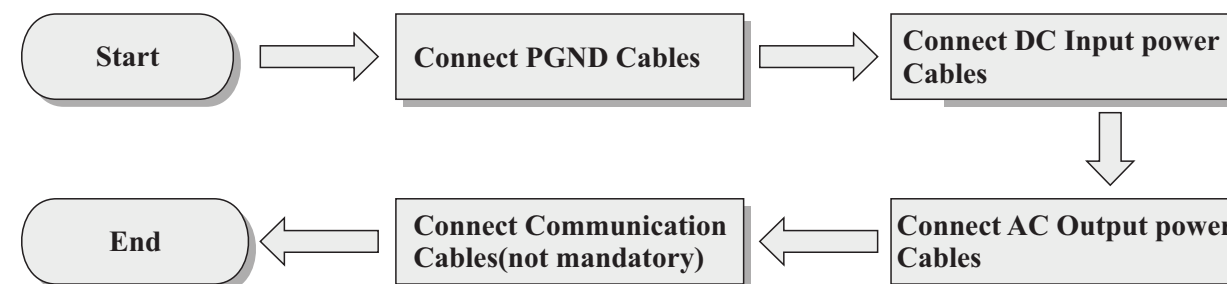 Start
Connect PGND Cables
Connect DC Input power
Cables
Connect AC Output power
Cables
Connect Communication
Cables(not mandatory)
End